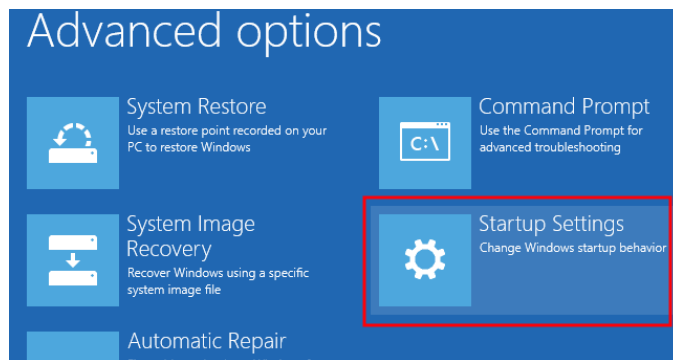 Advanced options
System Restore
Use a restore point recorded on your
PC to restore Windows
C:\
Command Prompt
Use the Command Prompt for
advanced troubleshooting
System Image
Recovery
Recover Windows using a specific
system image file
Startup Settings
Change Windows startup behavior
Automatic Repair